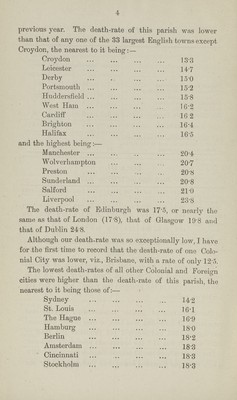 4
previous year. The death-rate of this parish was lower
than that of any one of the 33 largest English towns except
Croydon, the nearest to it being:—
Croydon ... ... ... ... 13·3
Leicester ... ... ... ... 14·7
Derby ... ... ... ... 15·0
Portsmouth ... ... ... ... 15·2
Huddersfield ... ... ... ... 15·8
West Ham ... ... ... ... 16·2
Cardiff ... ... ... ... 16·2
Brighton ... ... ... ... 16·4
Halifax ... ... ... ... 16·5
and the highest being:—
Manchester ... ... ... ... 20·4
Wolverhampton ... ... ... 20·7
Preston ... ... ... ... 20·8
Sunderland ... ... ... ... 20·8
Salford ... ... ... ... 21·0
Liverpool ... ... ... ... 23·8
The death-rate of Edinburgh was 17·5, or nearly the
same as that of London (17·8), that of Glasgow 19·8 and
that of Dublin 24·8.
Although our death-rate was so exceptionally low, I have
for the first time to record that the death-rate of one Colo-
nial City was lower, viz., Brisbane, with a rate of only 12·5.
The lowest death-rates of all other Colonial and Foreign
cities were higher than the death-rate of this parish, the
nearest to it being those of:—
Sydney ... ... ... ... 14·2
St. Louis ... ... ... ... 16·1
The Hague ... ... ... ... 16·9
Hamburg ... ... ... ... 18·0
Berlin ... ... ... ... 18·2
Amsterdam ... ... ... ... 18·3
Cincinnati ... ... ... ... 18·3
Stockholm ... ... ... ... 18·3